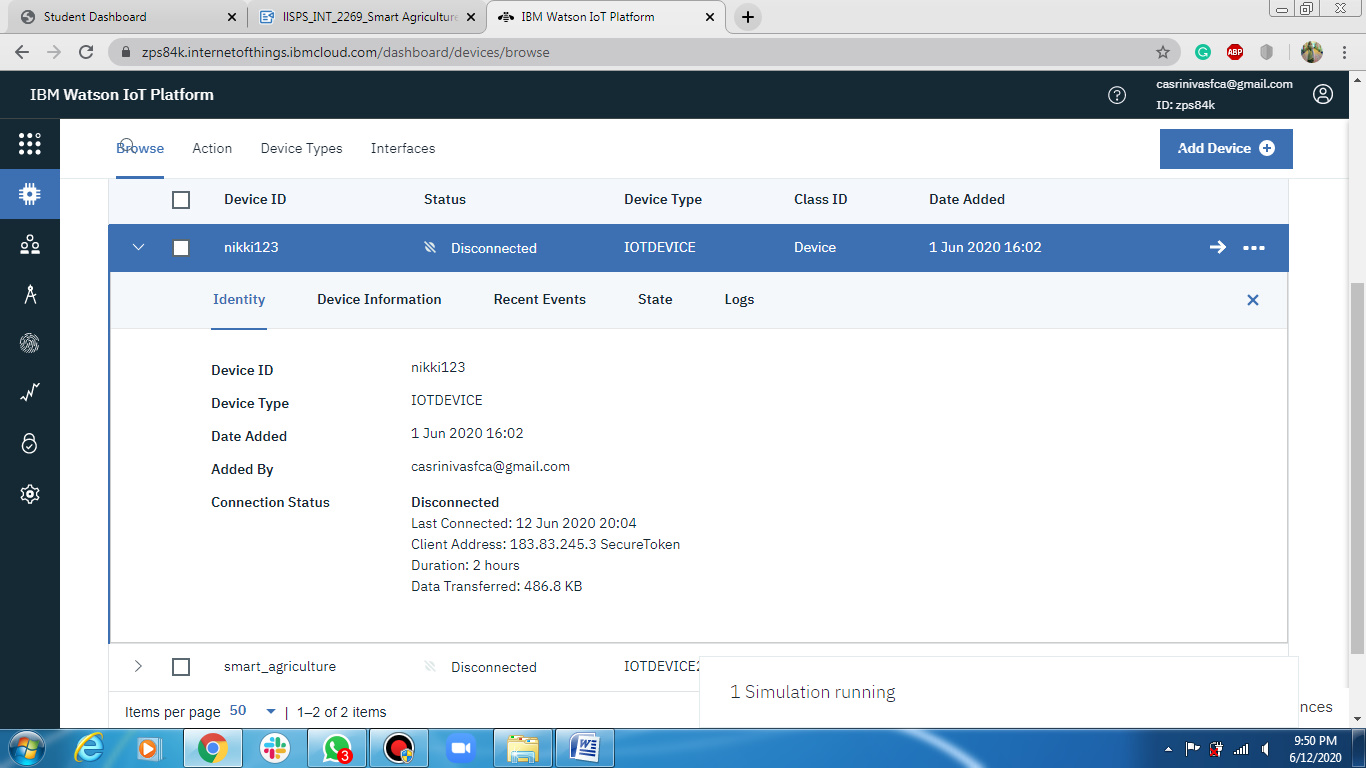 Student Dashboard
IISPS_INT_2269_Smart Agriculture
IBM Watson IoT Platform
zps84k.internetofthings.ibmcloud.com/dashboard/devices/browse
ABP
IBM Watson IoT Platform
casrinivasfca@gmail.com
ID: zps84k
Browse Action Device Types Interfaces
Add Device
Device ID Status Device Type Class ID Date Added
nikki123 Disconnected IOTDEVICE Device 1 Jun 2020 16:02
Identity Device Information Recent Events State Logs
Device ID nikki123
Device Type IOTDEVICE
Date Added 1 Jun 2020 16:02
Added By casrinivasfca@gmail.com
Connection Status Disconnected
Last Connected: 12 Jun 2020 20:04
Client Address: 183.83.245.3 SecureToken
Duration: 2 hours
Data Transferred: 486.8 KB
smart_agriculture Disconnected IOTDEVICE2
1 Simulation running
Items per page 50 | 1–2 of 2 items
nces
3
9:50 PM
6/12/2020